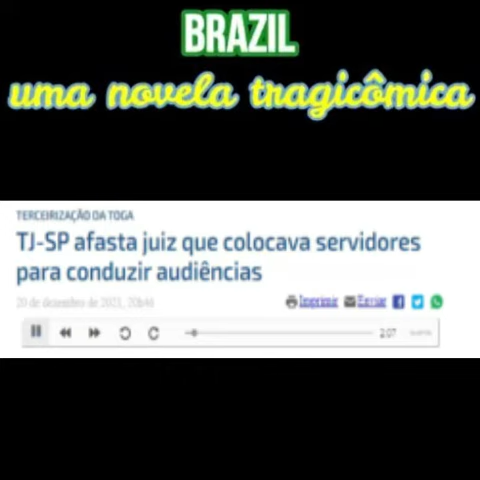 BRAZIL
uma novela tragicômica
TERCEIRIZAÇÃO DA TOGA
TJ-SP afasta juiz que colocava servidores
para conduzir audiências
20 de dezembro de 2021, 20h46
Imprimir Enviar
2:07